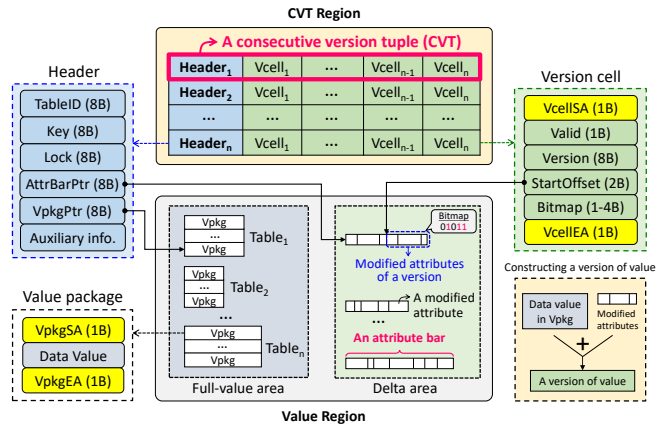 CVT Region
A consecutive version tuple (CVT)
Header1 Vcell1 ... Vcelln-1 Vcelln
Header2 Vcell1 ... Vcelln-1 Vcelln
... ... ... ... ...
Headern Vcell1 ... Vcelln-1 Vcelln
Header
TableID (8B)
Key (8B)
Lock (8B)
AttrBarPtr (8B)
VpkgPtr (8B)
Auxiliary info.
Version cell
VcellSA (1B)
Valid (1B)
Version (8B)
StartOffset (2B)
Bitmap (1-4B)
VcellEA (1B)
Value package
VpkgSA (1B)
Data Value
VpkgEA (1B)
Vpkg
...
Vpkg
Table1
Vpkg
...
Vpkg
Table2
...
Vpkg
...
Vpkg
Tablen
Full-value area
Bitmap
01011
Modified attributes
of a version
A modified
attribute
...
An attribute bar
Delta area
Value Region
Constructing a version of value
Data value
in Vpkg
Modified
attributes
+
A version of value